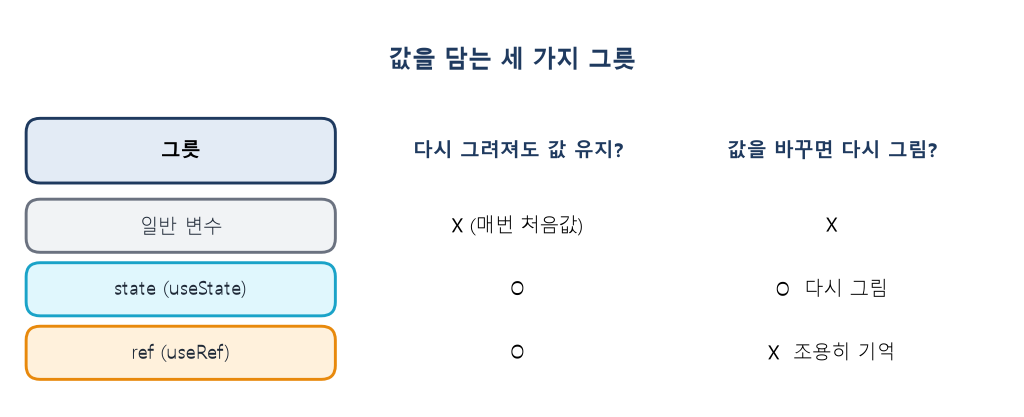 값을 담는 세 가지 그릇
그릇 다시 그려져도 값 유지? 값을 바꾸면 다시 그림?
일반 변수 X (매번 처음값) X
state (useState) O O 다시 그림
ref (useRef) O X 조용히 기억